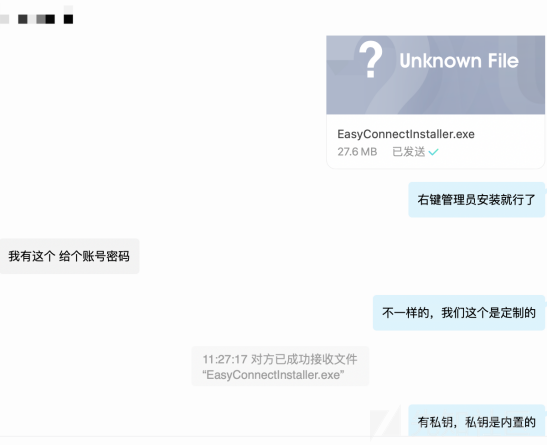 ? Unknown File
EasyConnectInstaller.exe
27.6 MB 已发送
右键管理员安装就行了
我有这个 给个账号密码
不一样的，我们这个是定制的
11:27:17 对方已成功接收文件
“EasyConnectInstaller.exe”
有私钥，私钥是内置的